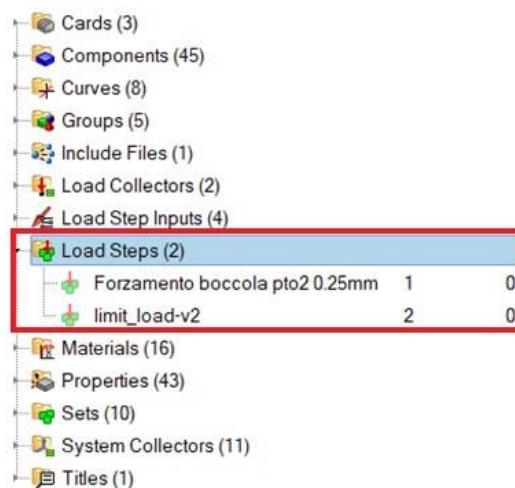 Cards (3)
Components (45)
Curves (8)
Groups (5)
Include Files (1)
Load Collectors (2)
Load Step Inputs (4)
Load Steps (2)
Forzamento boccola pto2 0.25mm 1 0
limit_load-v2 2 0
Materials (16)
Properties (43)
Sets (10)
System Collectors (11)
Titles (1)